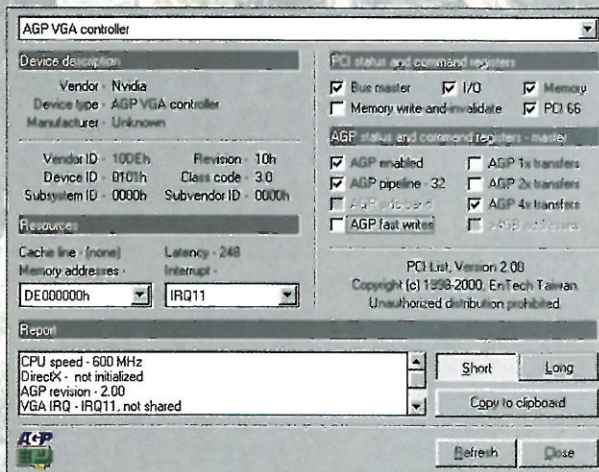 AGP VGA controller
Device description
Vendor - Nvidia
Device type - AGP VGA controller
Manufacturer - Unknown
Vendor ID - 10DEh
Revision - 10h
Device ID - 0101h
Class code - 3.0
Subsystem ID - 0000h
Subvendor ID - 0000h
Resources
Cache line - (none)
Latency - 248
Memory addresses -
Interrupt -
DE000000h
IRQ11
PCI status and command registers
Bus master
I/O
Memory
Memory write-and-invalidate
PCI 66
AGP status and command registers - master
AGP enabled
AGP 1x transfers
AGP pipeline - 32
AGP 2x transfers
AGP side band
AGP 4x transfers
AGP fast writes
PCI List, Version 2.08
Copyright (c) 1998-2000, EnTech Taiwan.
Unauthorized distribution prohibited.
Report
CPU speed - 600 MHz
DirectX - not initialized
AGP revision - 2.00
VGA IRQ - IRQ11, not shared
Short
Long
Copy to clipboard
AGP
Refresh
Close